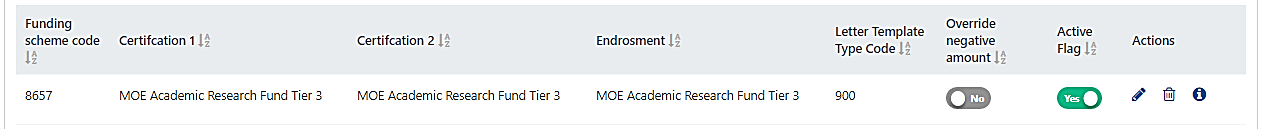 Funding
scheme code
Certifcation 1
Certifcation 2
Endrosment
Letter Template
Type Code
Override
negative
amount
Active
Flag
Actions
8657
MOE Academic Research Fund Tier 3
MOE Academic Research Fund Tier 3
MOE Academic Research Fund Tier 3
900
No
Yes